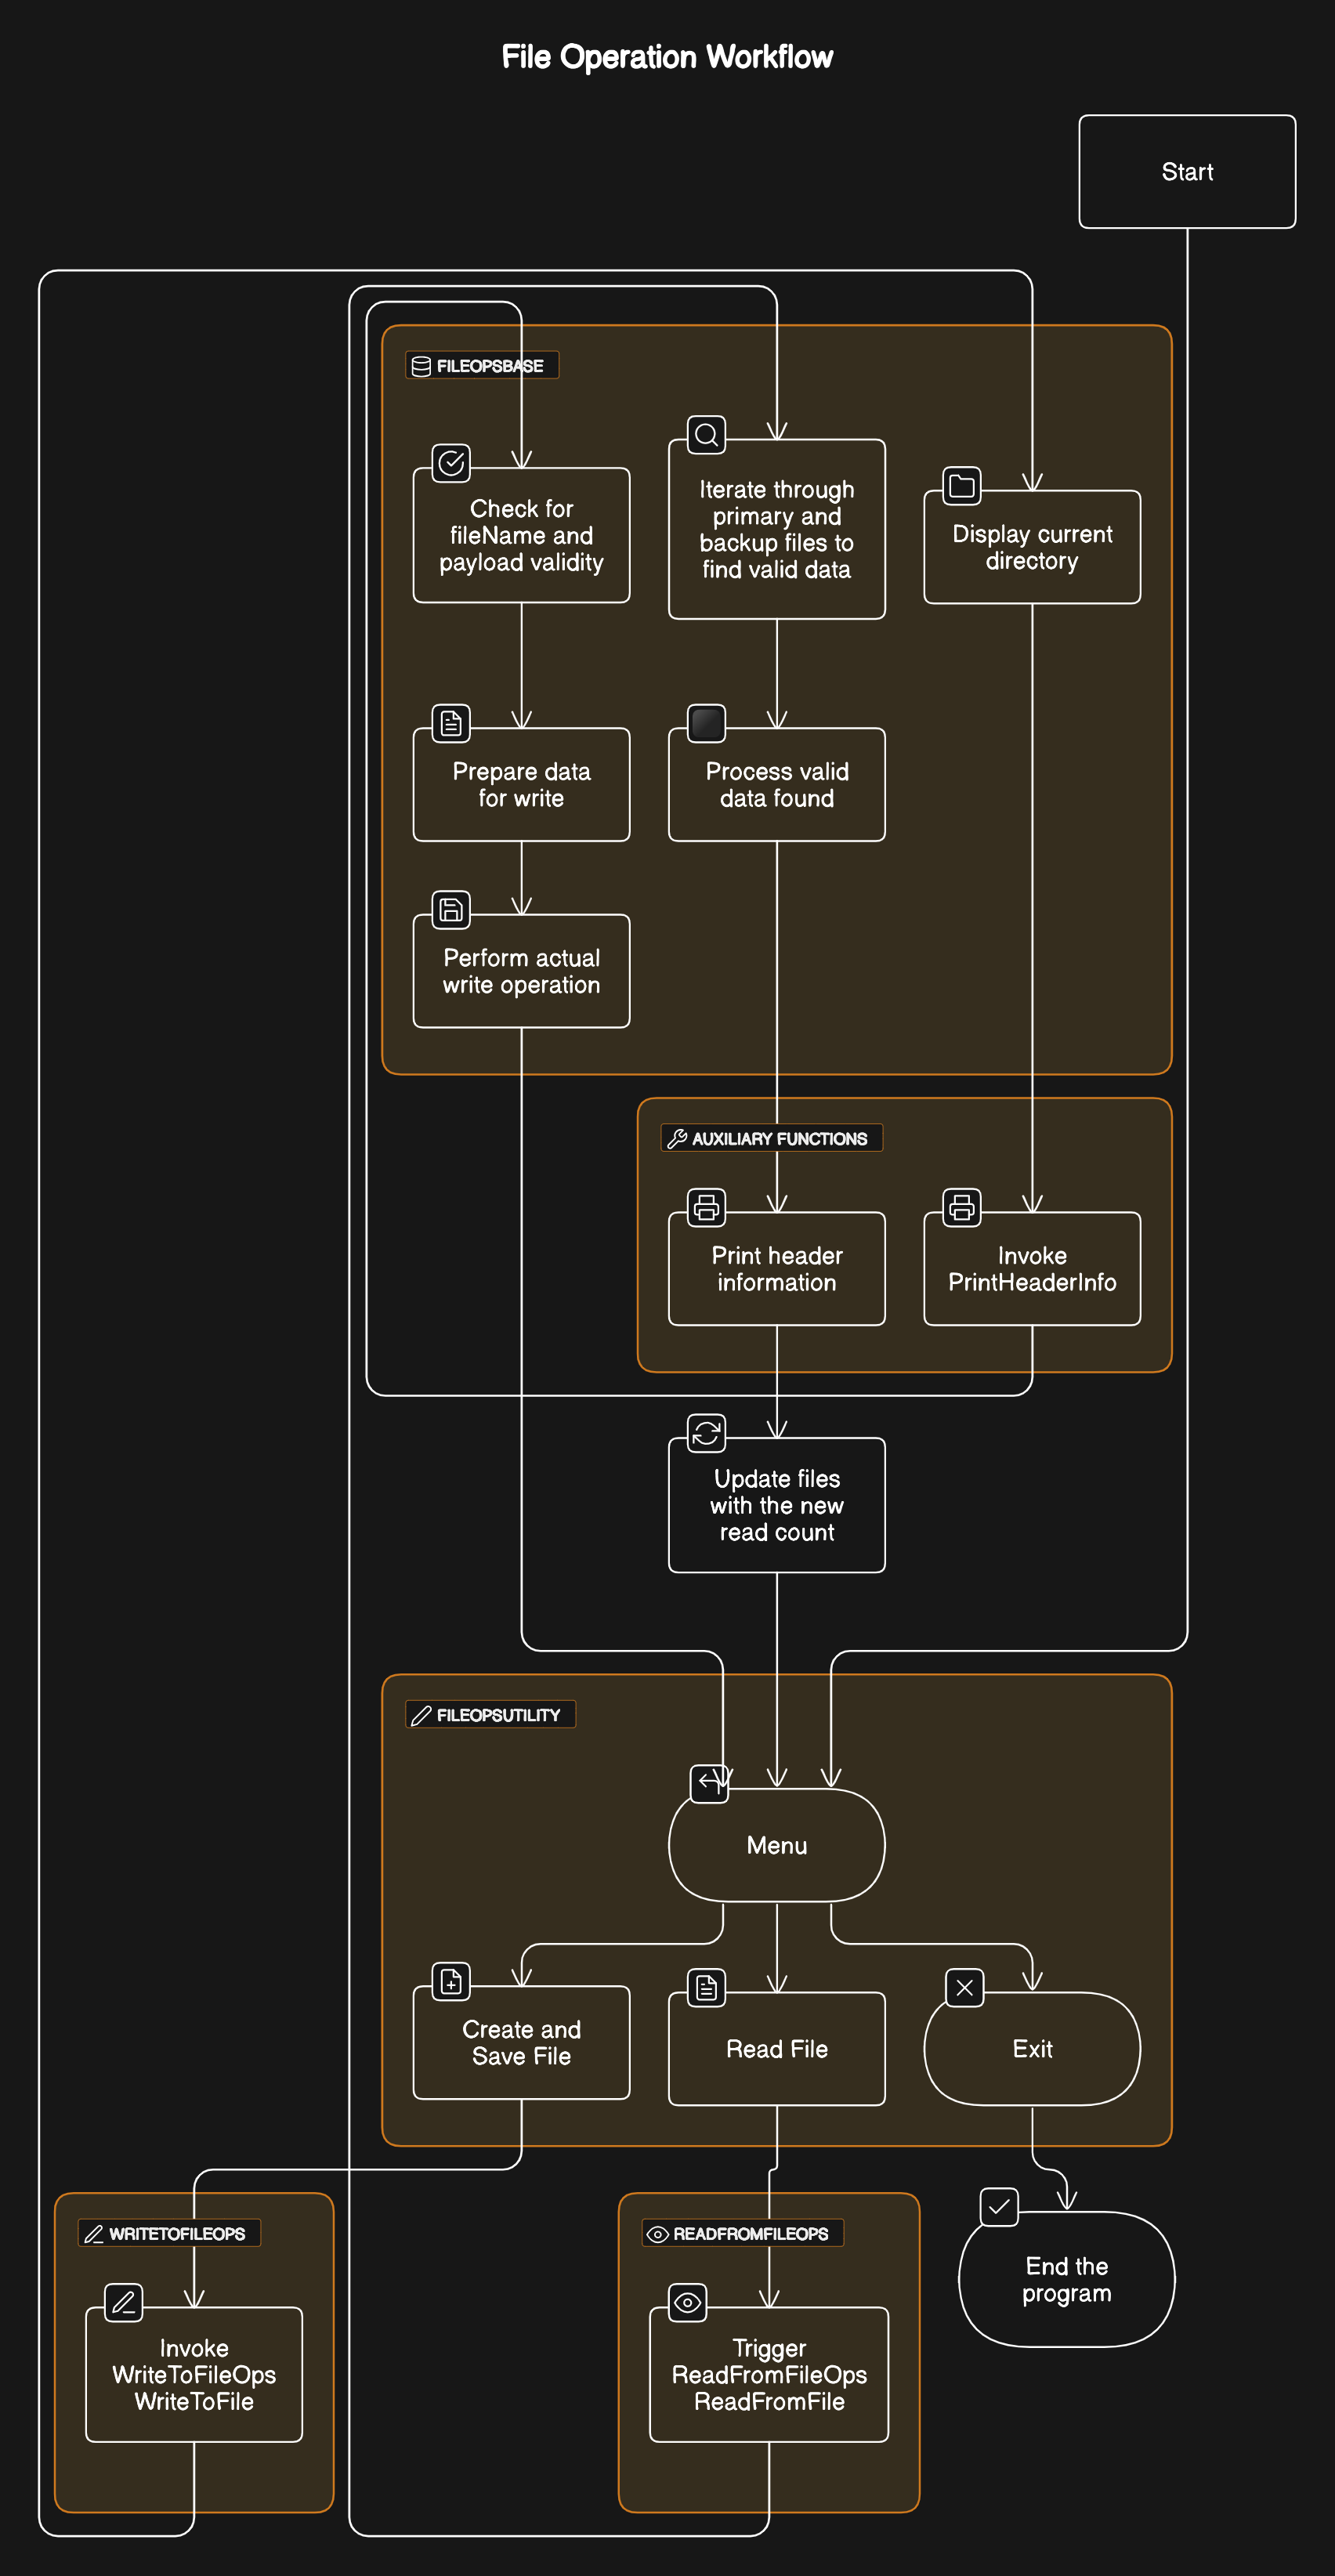 File Operation Workflow
Start
FILEOPSBASE
Check for
fileName and
payload validity
Iterate through
primary and
backup files to
find valid data
Display current
directory
Prepare data
for write
Process valid
data found
Perform actual
write operation
AUXILIARY FUNCTIONS
Print header
information
Invoke
PrintHeaderInfo
Update files
with the new
read count
FILEOPSUTILITY
Menu
Create and
Save File
Read File
Exit
WRITETOFILEOPS
Invoke
WriteToFileOps
WriteToFile
READFROMFILEOPS
Trigger
ReadFromFileOps
ReadFromFile
End the
program